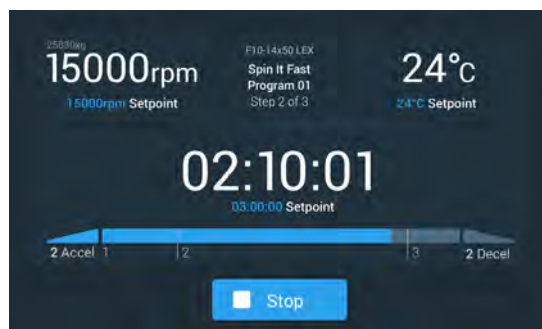 25830xg
15000rpm
15000rpm Setpoint
F10-14x50 LEX
Spin It Fast
Program 01
Step 2 of 3
24°c
24°C Setpoint
02:10:01
03:00:00 Setpoint
2 Accel 1 2 3 2 Decel
Stop